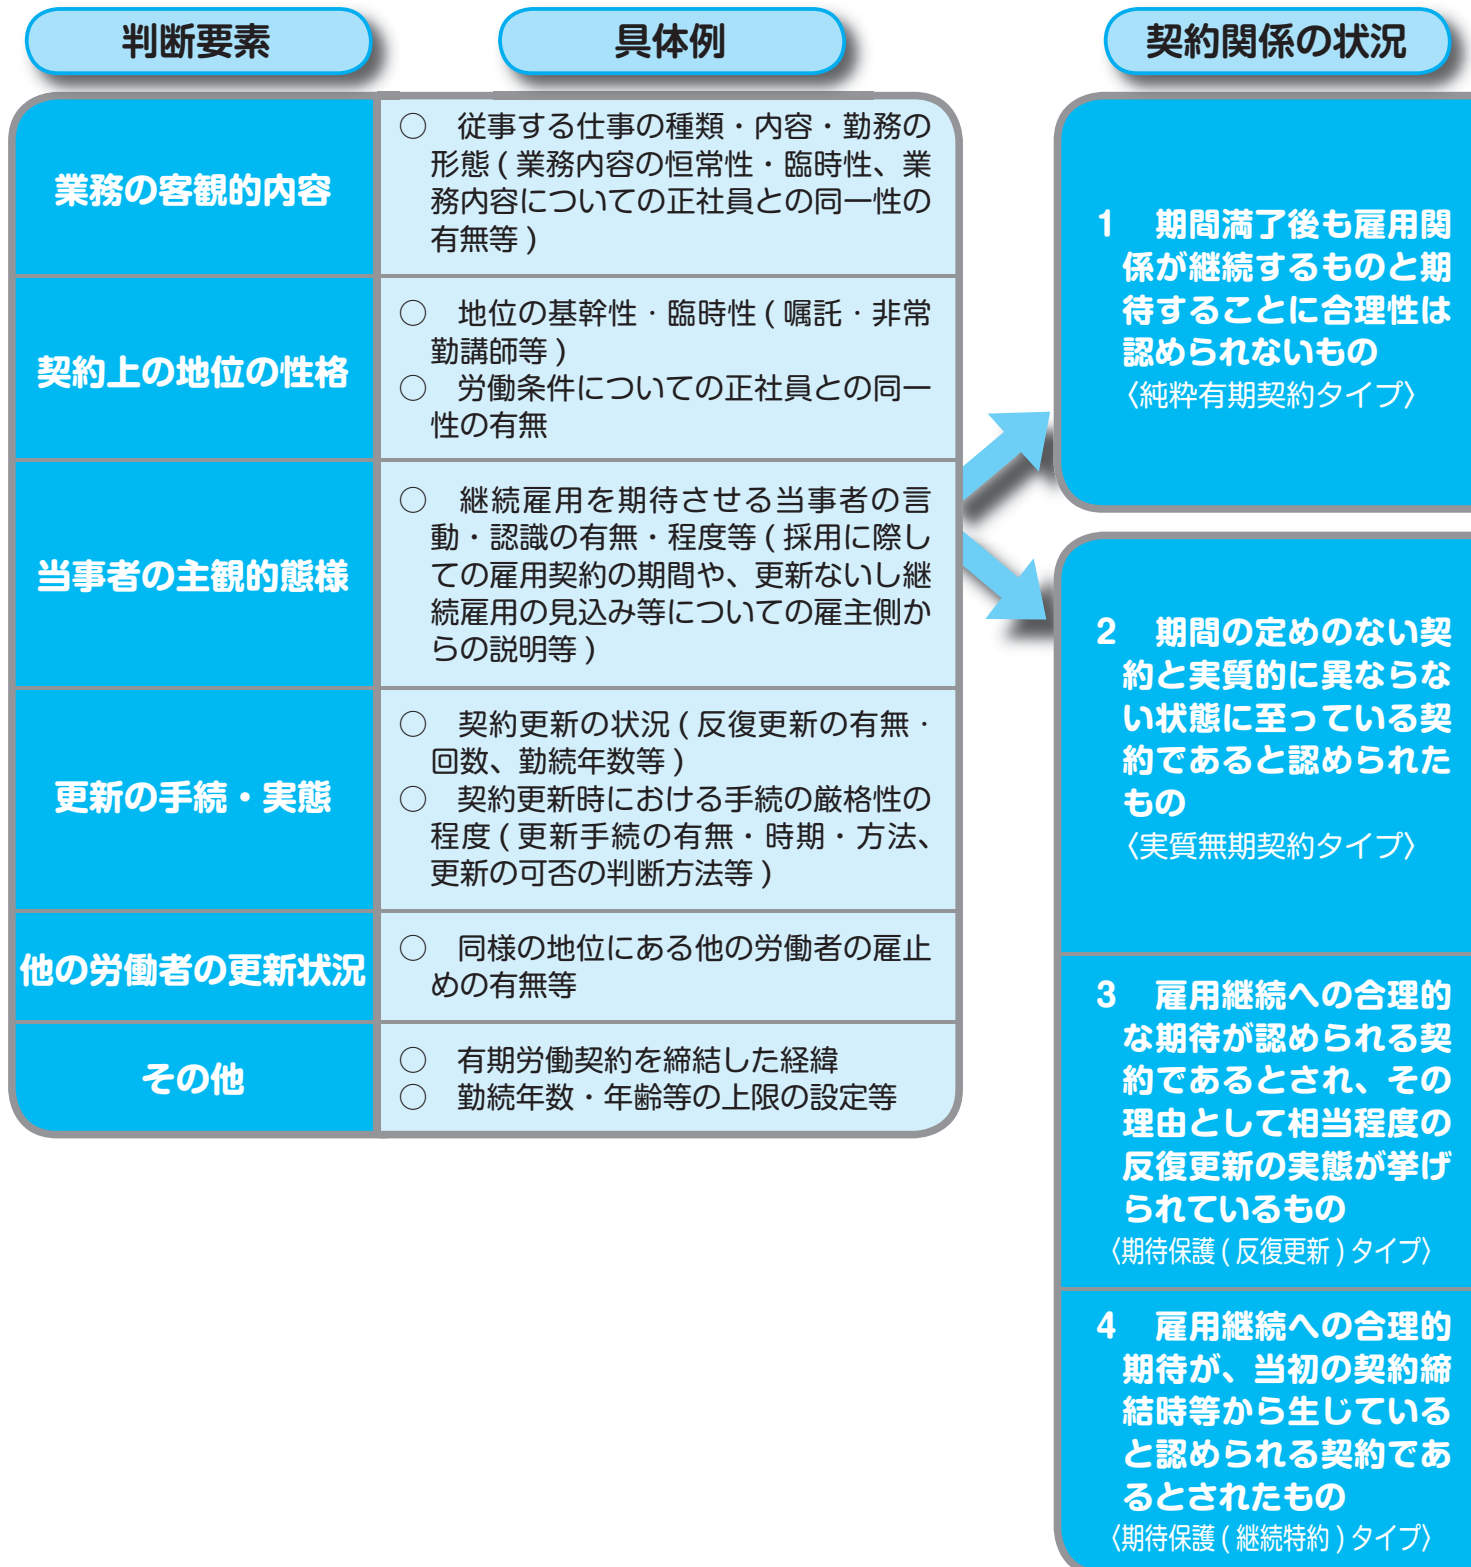 判断要素
具体例
契約関係の状況
業務の客観的内容
○　従事する仕事の種類・内容・勤務の
形態(業務内容の恒常性・臨時性、業
務内容についての正社員との同一性の
有無等)
契約上の地位の性格
○　地位の基幹性・臨時性(嘱託・非常
勤講師等)
○　労働条件についての正社員との同一
性の有無
当事者の主観的態様
○　継続雇用を期待させる当事者の言
動・認識の有無・程度等(採用に際し
ての雇用契約の期間や、更新ないし継
続雇用の見込み等についての雇主側か
らの説明等)
更新の手続・実態
○　契約更新の状況(反復更新の有無・
回数、勤続年数等)
○　契約更新時における手続の厳格性の
程度(更新手続の有無・時期・方法、
更新の可否の判断方法等)
他の労働者の更新状況
○　同様の地位にある他の労働者の雇止
めの有無等
その他
○　有期労働契約を締結した経緯
○　勤続年数・年齢等の上限の設定等
1　期間満了後も雇用関
係が継続するものと期
待することに合理性は
認められないもの
〈純粋有期契約タイプ〉
2　期間の定めのない契
約と実質的に異ならな
い状態に至っている契
約であると認められた
もの
〈実質無期契約タイプ〉
3　雇用継続への合理的
な期待が認められる契
約であるとされ、その
理由として相当程度の
反復更新の実態が挙げ
られているもの
〈期待保護(反復更新)タイプ〉
4　雇用継続への合理的
期待が、当初の契約締
結時等から生じている
と認められる契約であ
るとされたもの
〈期待保護(継続特約)タイプ〉